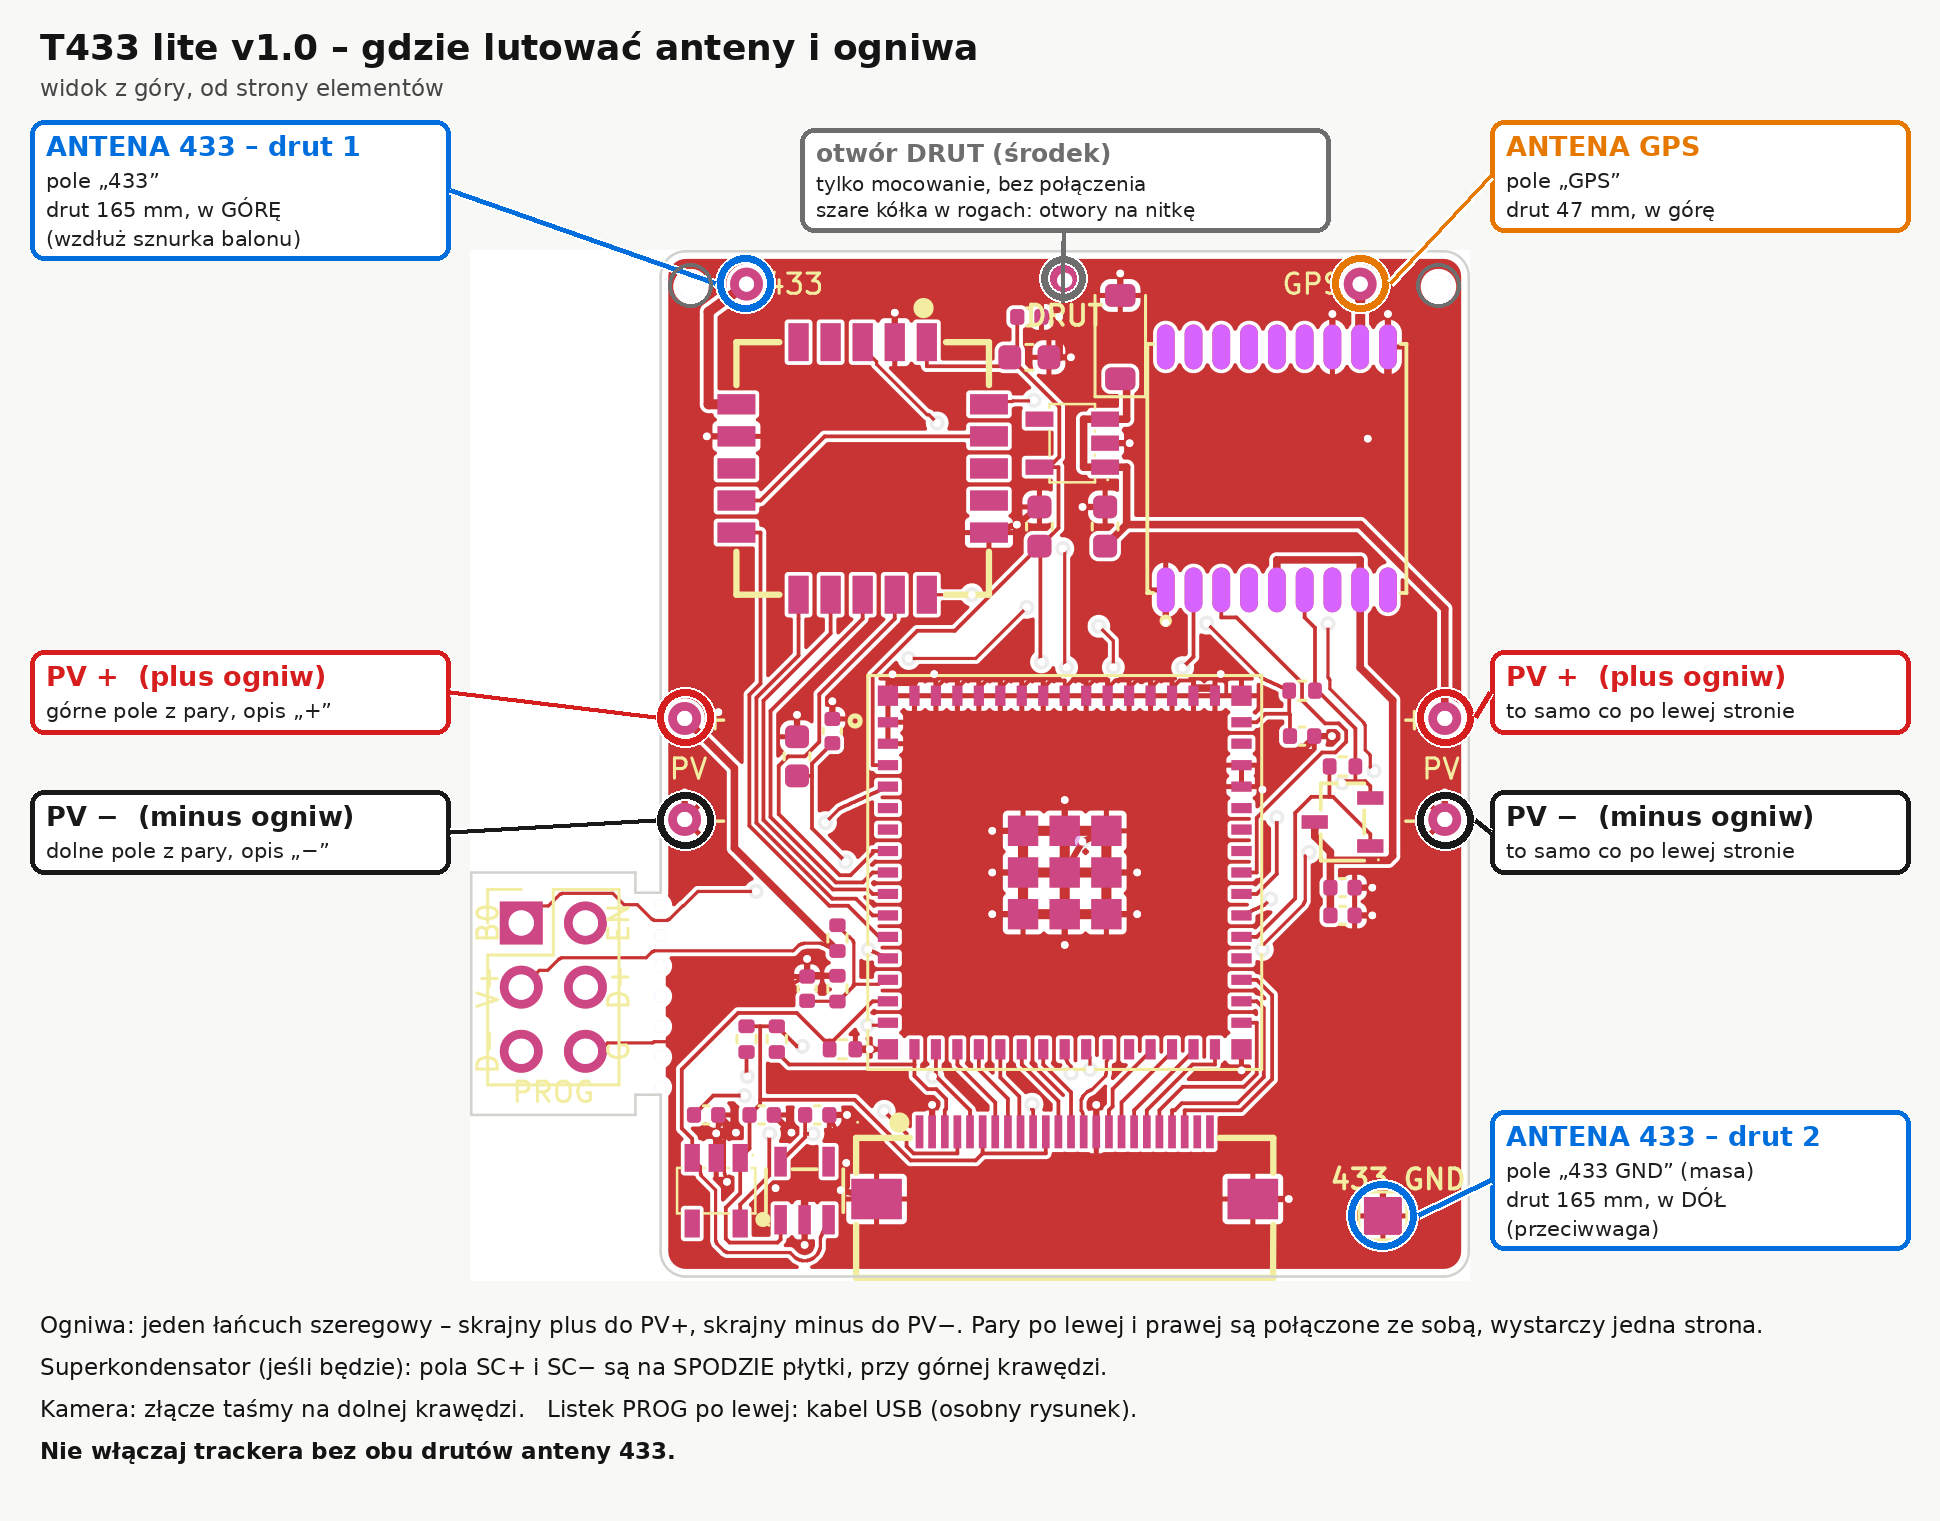 T433 lite v1.0 – gdzie lutować anteny i ogniwa
widok z góry, od strony elementów
ANTENA 433 – drut 1
pole „433”
drut 165 mm, w GÓRĘ
(wzdłuż sznurka balonu)
otwór DRUT (środek)
tylko mocowanie, bez połączenia
szare kółka w rogach: otwory na nitkę
ANTENA GPS
pole „GPS”
drut 47 mm, w górę
433
GPS
DRUT
PV +  (plus ogniw)
górne pole z pary, opis „+”
PV +  (plus ogniw)
to samo co po lewej stronie
+
+
PV
PV
PV −  (minus ogniw)
dolne pole z pary, opis „−”
PV −  (minus ogniw)
to samo co po lewej stronie
-
-
B0
EN
V+
D+
D-
G
PROG
ANTENA 433 – drut 2
pole „433 GND” (masa)
drut 165 mm, w DÓŁ
(przeciwwaga)
433 GND
Ogniwa: jeden łańcuch szeregowy – skrajny plus do PV+, skrajny minus do PV−. Pary po lewej i prawej są połączone ze sobą, wystarczy jedna strona.
Superkondensator (jeśli będzie): pola SC+ i SC− są na SPODZIE płytki, przy górnej krawędzi.
Kamera: złącze taśmy na dolnej krawędzi.   Listek PROG po lewej: kabel USB (osobny rysunek).
Nie włączaj trackera bez obu drutów anteny 433.